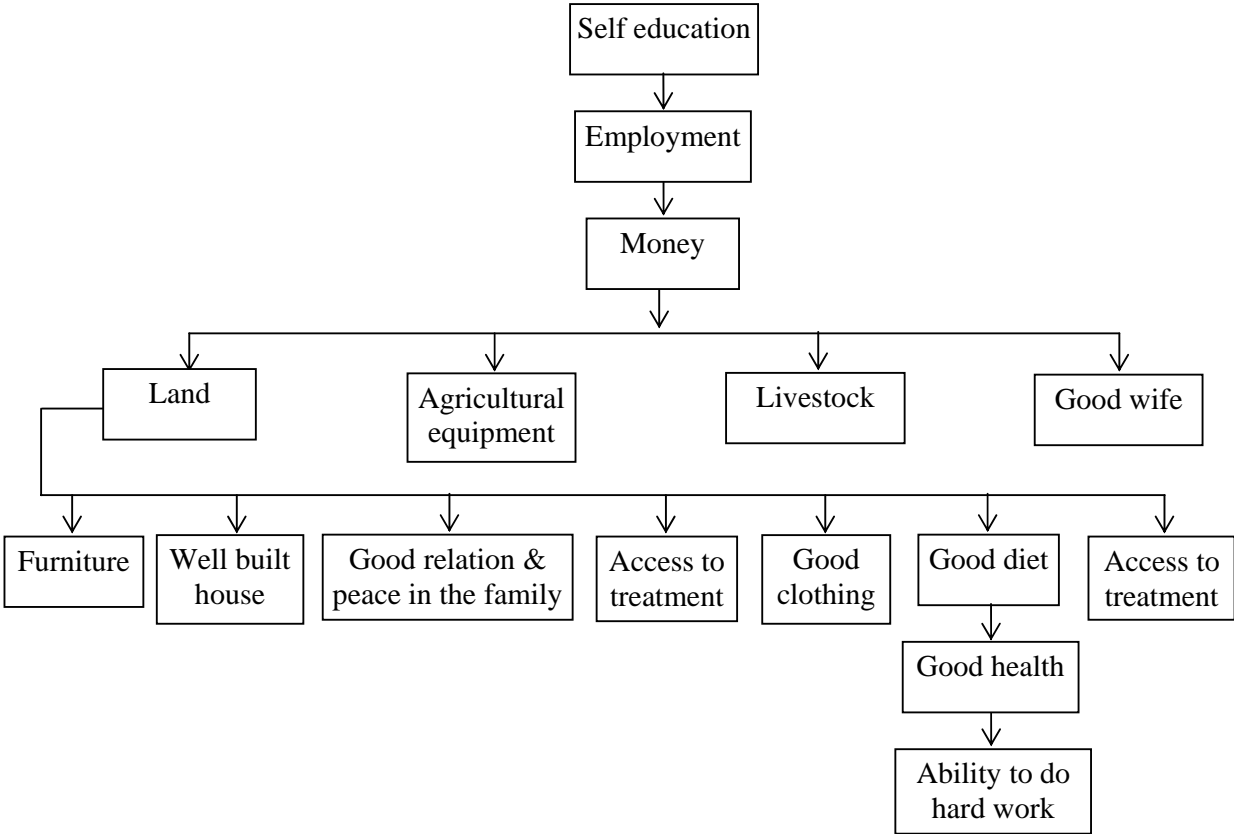 Self education
Employment
Money
Land
Agricultural
equipment
Livestock
Good wife
Furniture
Well built
house
Good relation &
peace in the family
Access to
treatment
Good
clothing
Good diet
Access to
treatment
Good health
Ability to do
hard work